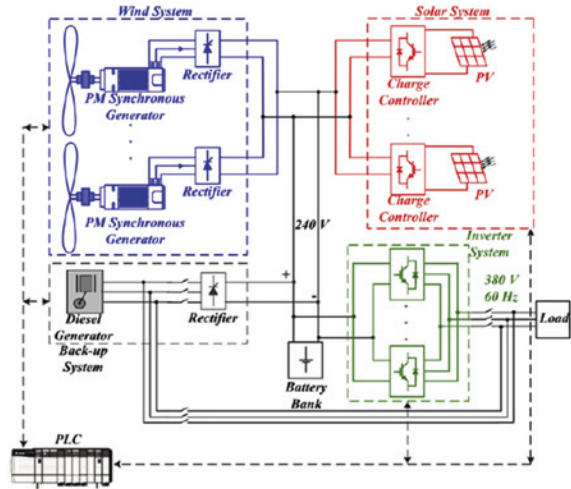 Wind System
Solar System
Rectifier
PM Synchronous
Generator
Charge
Controller
PV
Rectifier
PM Synchronous
Generator
Charge
Controller
PV
240 V
Inverter
System
380 V
60 Hz
+
-
Diesel
Generator
Back-up
System
Rectifier
Load
Battery
Bank
PLC